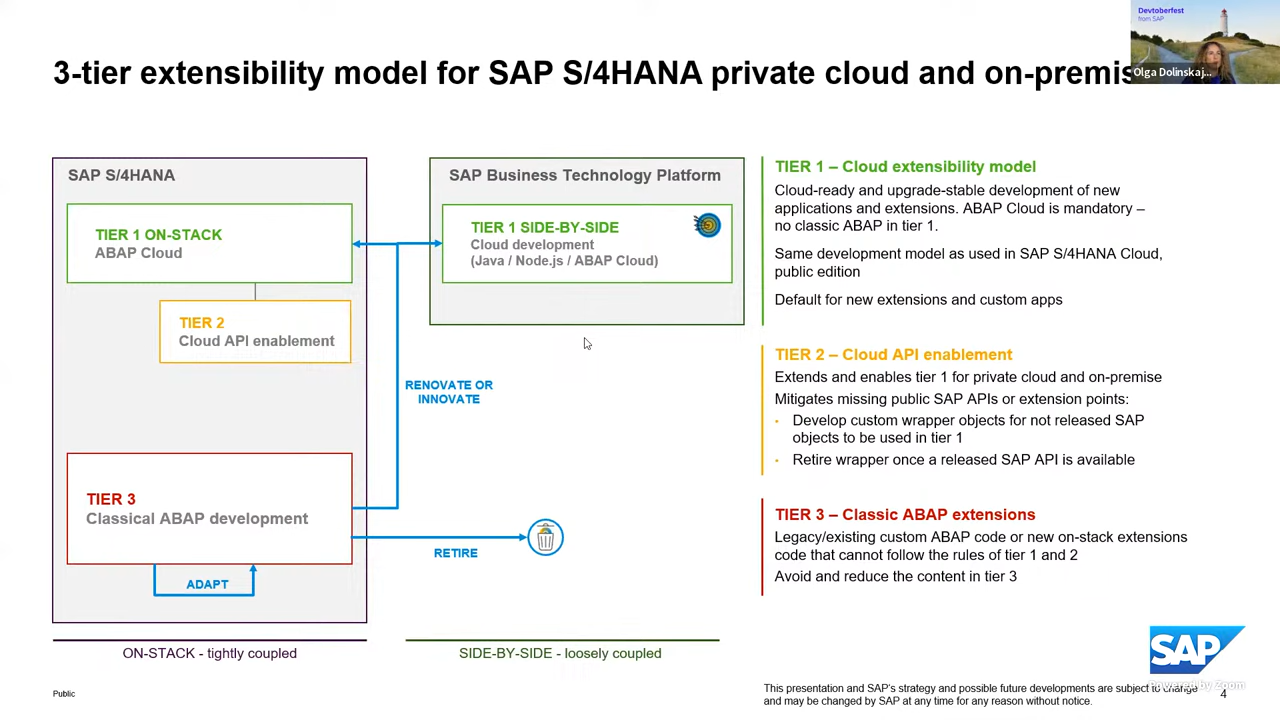 Devtoberfest
from SAP
Olga Dolinskaj...
3-tier extensibility model for SAP S/4HANA private cloud and on-premis
SAP S/4HANA
TIER 1 ON-STACK
ABAP Cloud
TIER 2
Cloud API enablement
TIER 3
Classical ABAP development
ADAPT
RENOVATE OR
INNOVATE
RETIRE
SAP Business Technology Platform
TIER 1 SIDE-BY-SIDE
Cloud development
(Java / Node.js / ABAP Cloud)
ON-STACK - tightly coupled
SIDE-BY-SIDE - loosely coupled
TIER 1 – Cloud extensibility model
Cloud-ready and upgrade-stable development of new
applications and extensions. ABAP Cloud is mandatory –
no classic ABAP in tier 1.
Same development model as used in SAP S/4HANA Cloud,
public edition
Default for new extensions and custom apps
TIER 2 – Cloud API enablement
Extends and enables tier 1 for private cloud and on-premise
Mitigates missing public SAP APIs or extension points:
- Develop custom wrapper objects for not released SAP
objects to be used in tier 1
- Retire wrapper once a released SAP API is available
TIER 3 – Classic ABAP extensions
Legacy/existing custom ABAP code or new on-stack extensions
code that cannot follow the rules of tier 1 and 2
Avoid and reduce the content in tier 3
SAP
Powered by Zoom
Public
This presentation and SAP's strategy and possible future developments are subject to change
and may be changed by SAP at any time for any reason without notice.
4